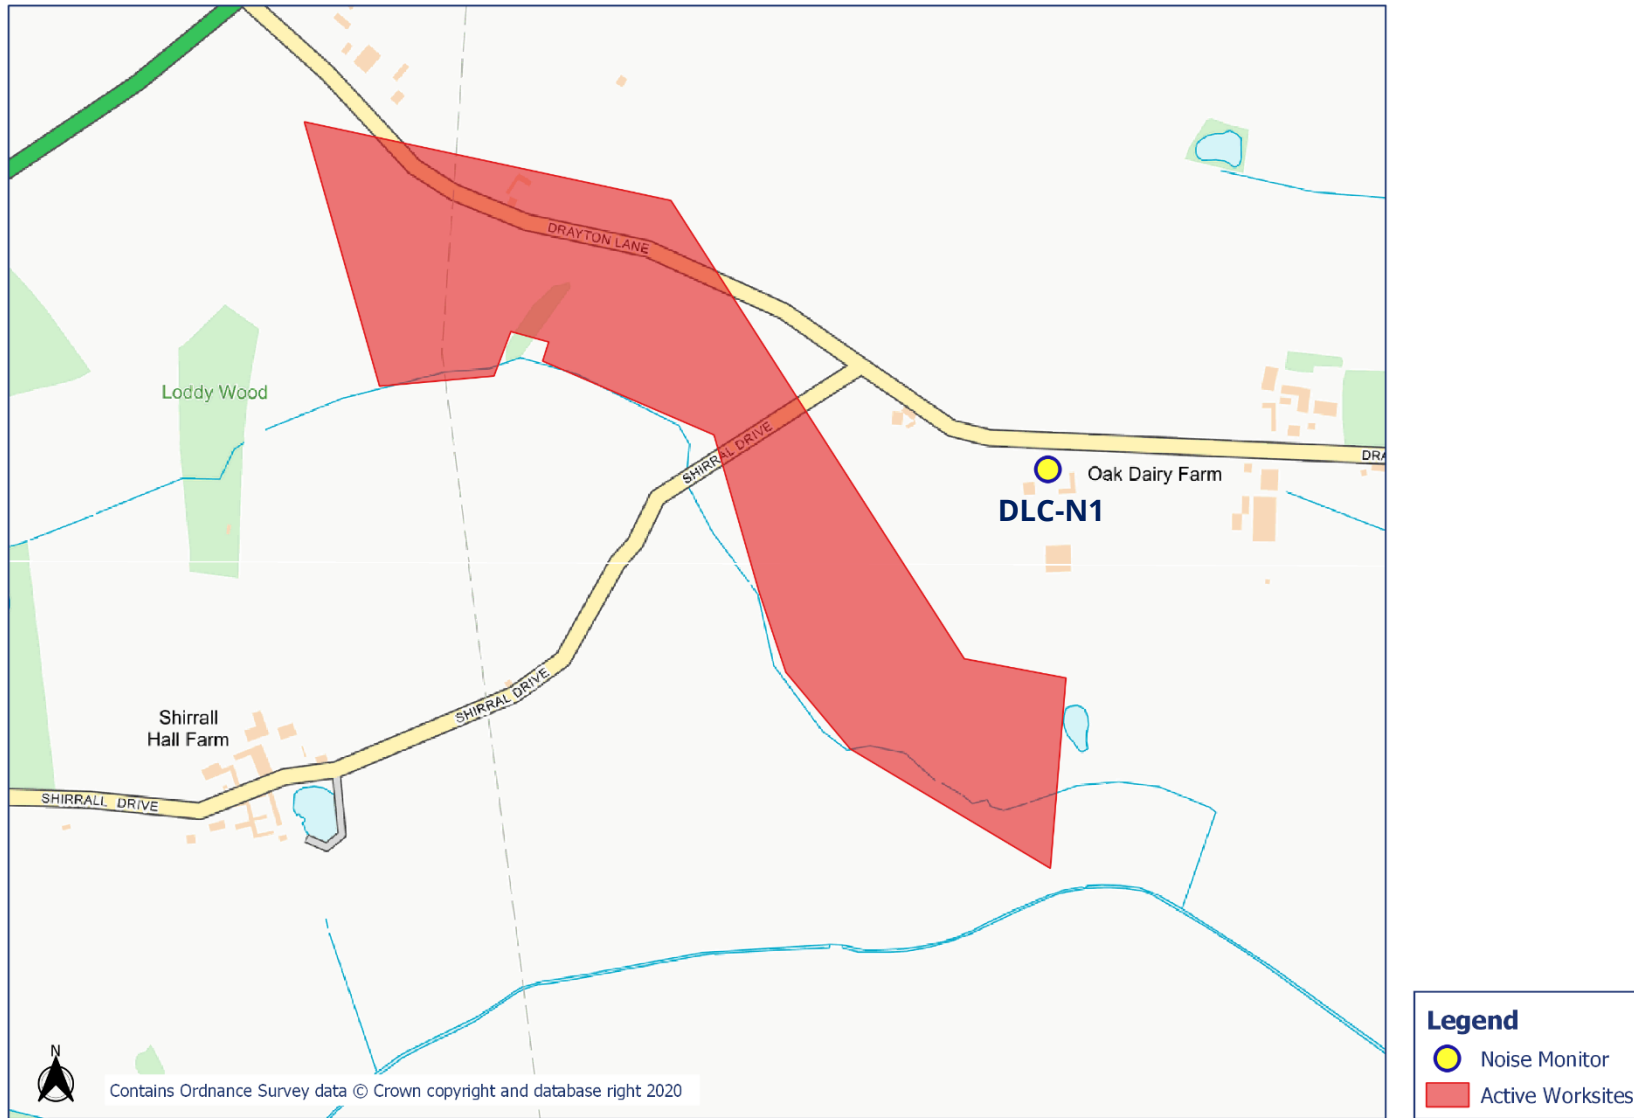 DRAYTON LANE
Loddy Wood
SHIRRAL DRIVE
DRA
Oak Dairy Farm
DLC-N1
SHIRRAL DRIVE
Shirrall
Hall Farm
SHIRRALL DRIVE
N
Contains Ordnance Survey data © Crown copyright and database right 2020
Legend
Noise Monitor
Active Worksites